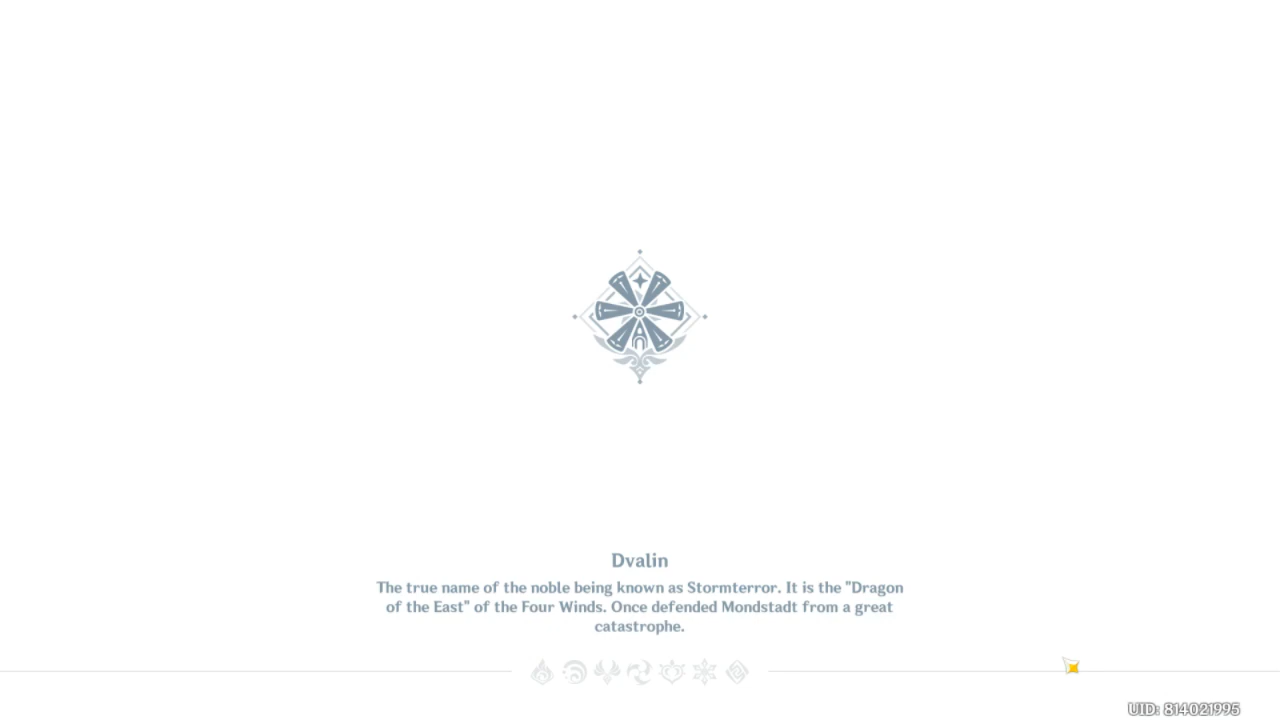 Dvalin
The true name of the noble being known as Stormterror. It is the "Dragon
of the East" of the Four Winds. Once defended Mondstadt from a great
catastrophe.
UID: 814021995